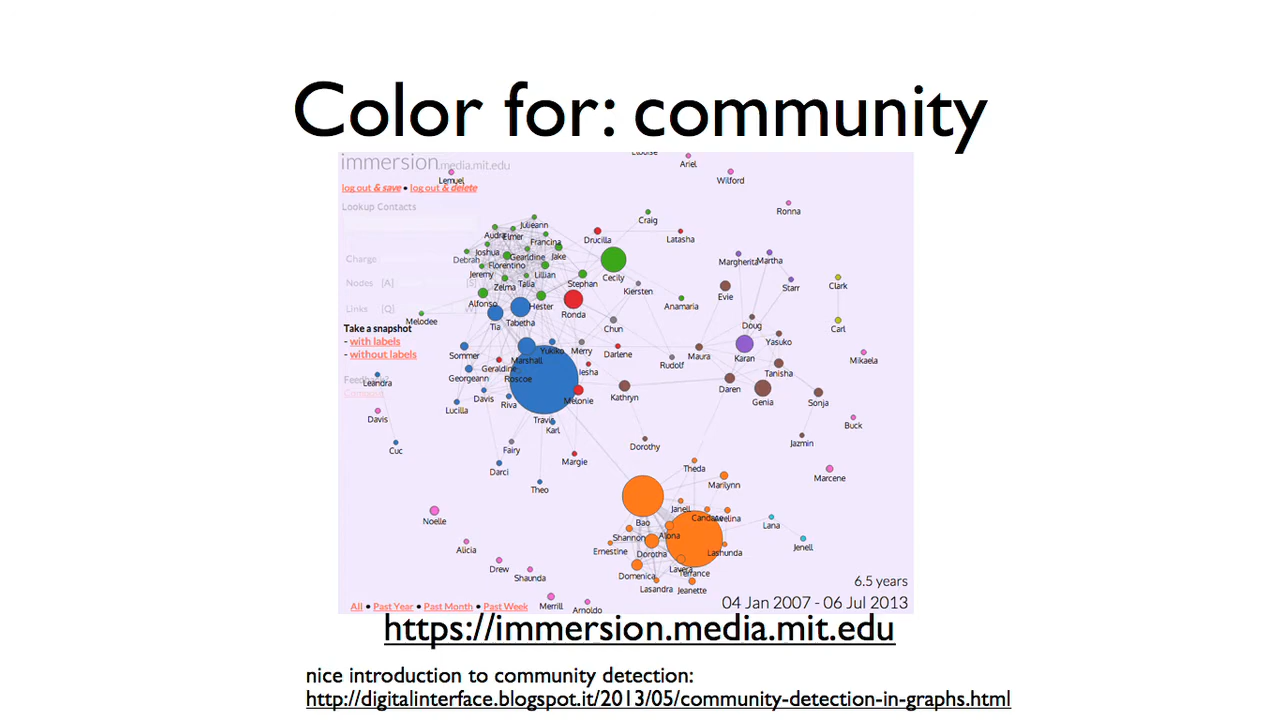 Color for: community
immersion.media.mit.edu
Ariel
Lemuel
Wilford
log out & save • log out & delete
Lookup Contacts
Ronna
Craig
Julieann
Audra
Elmer
Francina
Drucilla
Latasha
Joshua
Debrah
Gearldine
Jake
Charge
Florentino
Margherita
Martha
Jeremy
Lillian
Cecily
Nodes [A] [S]
Zelma
Talia
Stephan
Kiersten
Evie
Starr
Clark
Alfonso
Hester
Anamaria
Links [Q] W
Melodee
Tia
Tabetha
Ronda
Chun
Doug
Carl
Take a snapshot
- with labels
- without labels
Sommer
Marshall
Yukiko
Merry
Darlene
Maura
Karan
Yasuko
Mikaela
Geraldine
Iesha
Rudolf
Tanisha
Feedback?
Contact
Leandra
Georgeann
Roscoe
Davis
Riva
Melonie
Kathryn
Daren
Genia
Sonja
Lucilla
Davis
Travis
Karl
Buck
Cuc
Fairy
Dorothy
Jazmin
Darci
Margie
Theda
Marcene
Theo
Marilynn
Noelle
Bao
Janell
Candace
Avelina
Lana
Shannon
Alona
Jenell
Alicia
Ernestine
Dorotha
Lashunda
Drew
Shaunda
Domenica
Lavera
Terrance
Lasandra
Jeanette
6.5 years
Merrill
Arnoldo
All • Past Year • Past Month • Past Week
04 Jan 2007 - 06 Jul 2013
https://immersion.media.mit.edu
nice introduction to community detection:
http://digitalinterface.blogspot.it/2013/05/community-detection-in-graphs.html